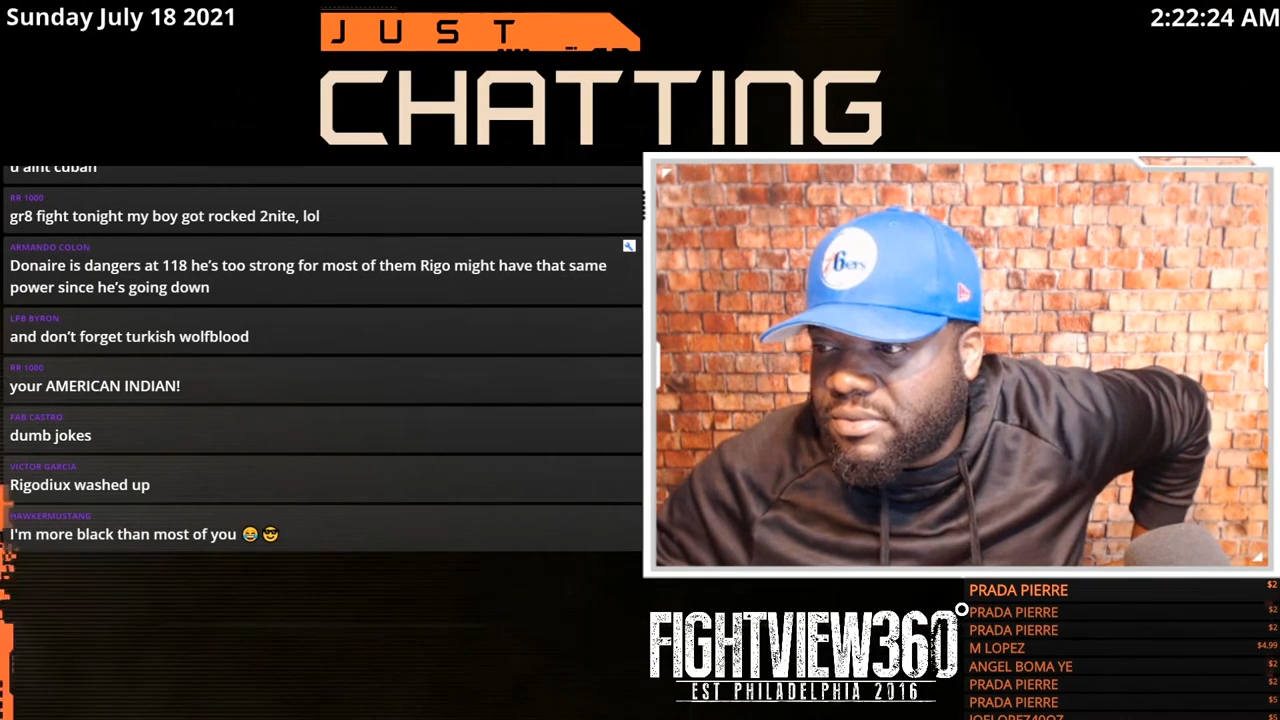 Sunday July 18 2021
2:22:24 AM
JUST
CHATTING
u aint cuban
RR 1000
gr8 fight tonight my boy got rocked 2nite, lol
ARMANDO COLON
Donaire is dangers at 118 he's too strong for most of them Rigo might have that same
power since he's going down
LPB BYRON
and don't forget turkish wolfblood
RR 1000
your AMERICAN INDIAN!
FAB CASTRO
dumb jokes
VICTOR GARCIA
Rigodiux washed up
HAWKERMUSTANG
I'm more black than most of you 😂 😎
76ers
FIGHTVIEW360°
EST PHILADELPHIA 2016
PRADA PIERRE $2
PRADA PIERRE $2
PRADA PIERRE $2
M LOPEZ $4.99
ANGEL BOMA YE $2
PRADA PIERRE $2
PRADA PIERRE $5